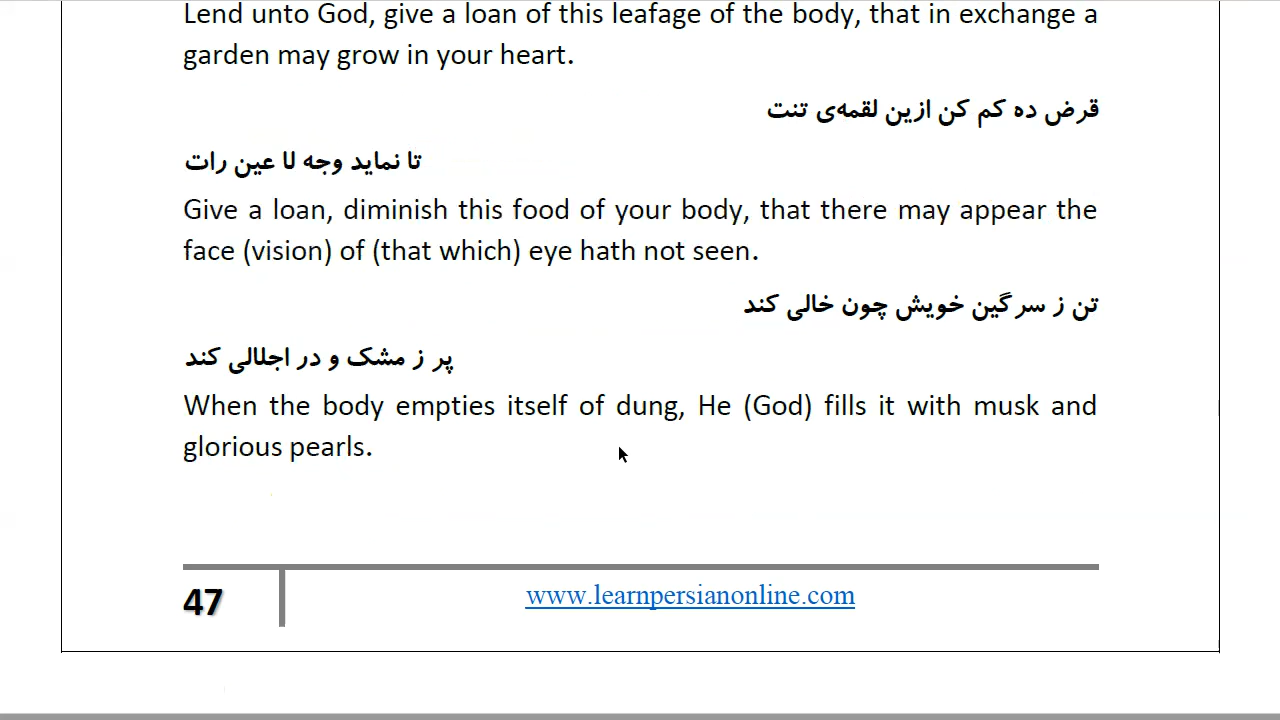 Lend unto God, give a loan of this leafage of the body, that in exchange a
garden may grow in your heart.
قرض ده کم کن ازین لقمه‌ی تنت
تا نماید وجه لا عین رات
Give a loan, diminish this food of your body, that there may appear the
face (vision) of (that which) eye hath not seen.
تن ز سرگین خویش چون خالی کند
پر ز مشک و در اجلالی کند
When the body empties itself of dung, He (God) fills it with musk and
glorious pearls.
47
www.learnpersianonline.com